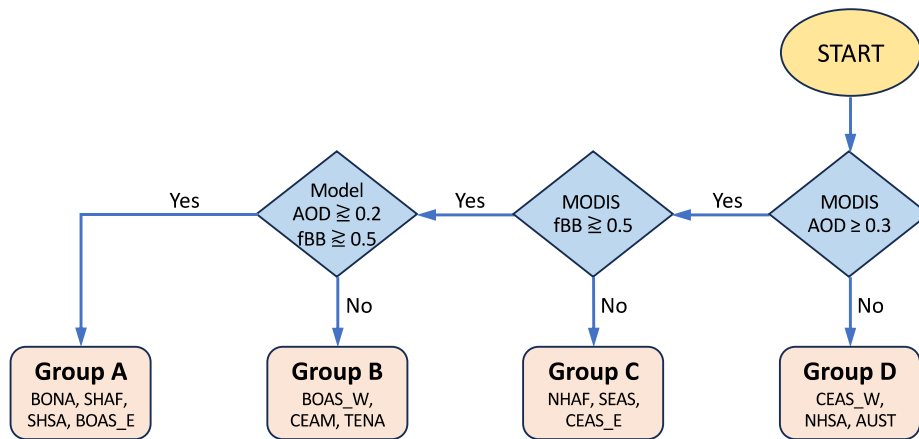 START
MODIS
AOD ≥ 0.3
Yes
No
MODIS
fBB ⪒ 0.5
Yes
No
Model
AOD ⪒ 0.2
fBB ⪒ 0.5
Yes
No
Group A
BONA, SHAF,
SHSA, BOAS_E
Group B
BOAS_W,
CEAM, TENA
Group C
NHAF, SEAS,
CEAS_E
Group D
CEAS_W,
NHSA, AUST